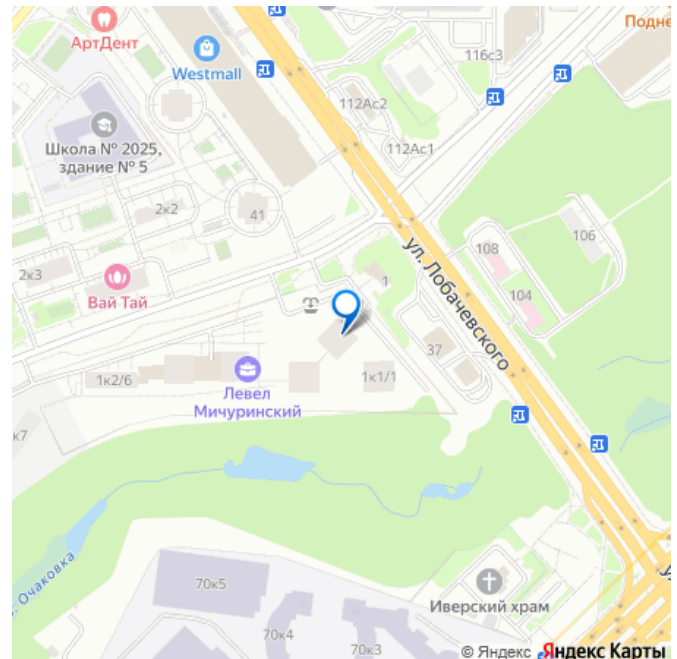 Подне
АртДент
Westmall
116с3
112Ас2
112Ас1
Школа № 2025,
здание № 5
2к2
41
106
108
2к3
1
104
Вай Тай
ул. Лобачевского
37
1к2/6
Левел
Мичуринский
1к1/1
к7
Очаковка
70к5
Иверский храм
70к4
70к3
© Яндекс
Яндекс Карты